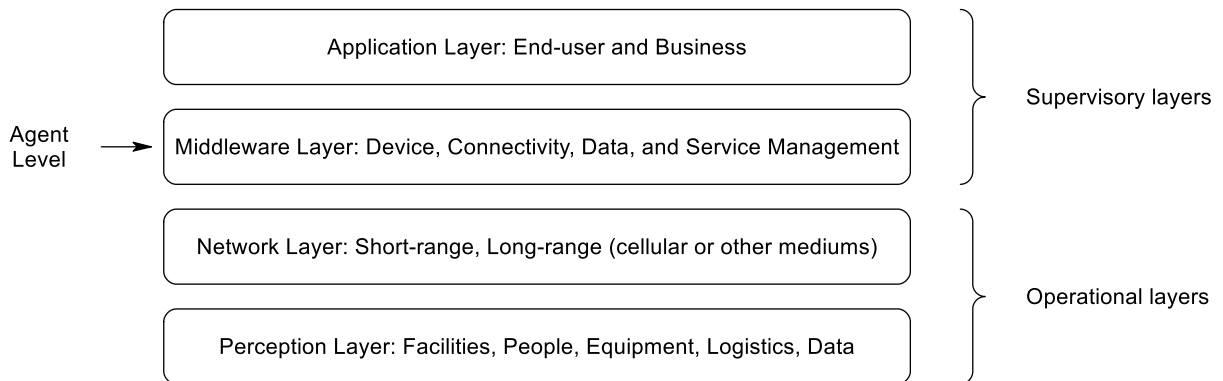 Application Layer: End-user and Business
Supervisory layers
Agent
Level
Middleware Layer: Device, Connectivity, Data, and Service Management
Network Layer: Short-range, Long-range (cellular or other mediums)
Operational layers
Perception Layer: Facilities, People, Equipment, Logistics, Data